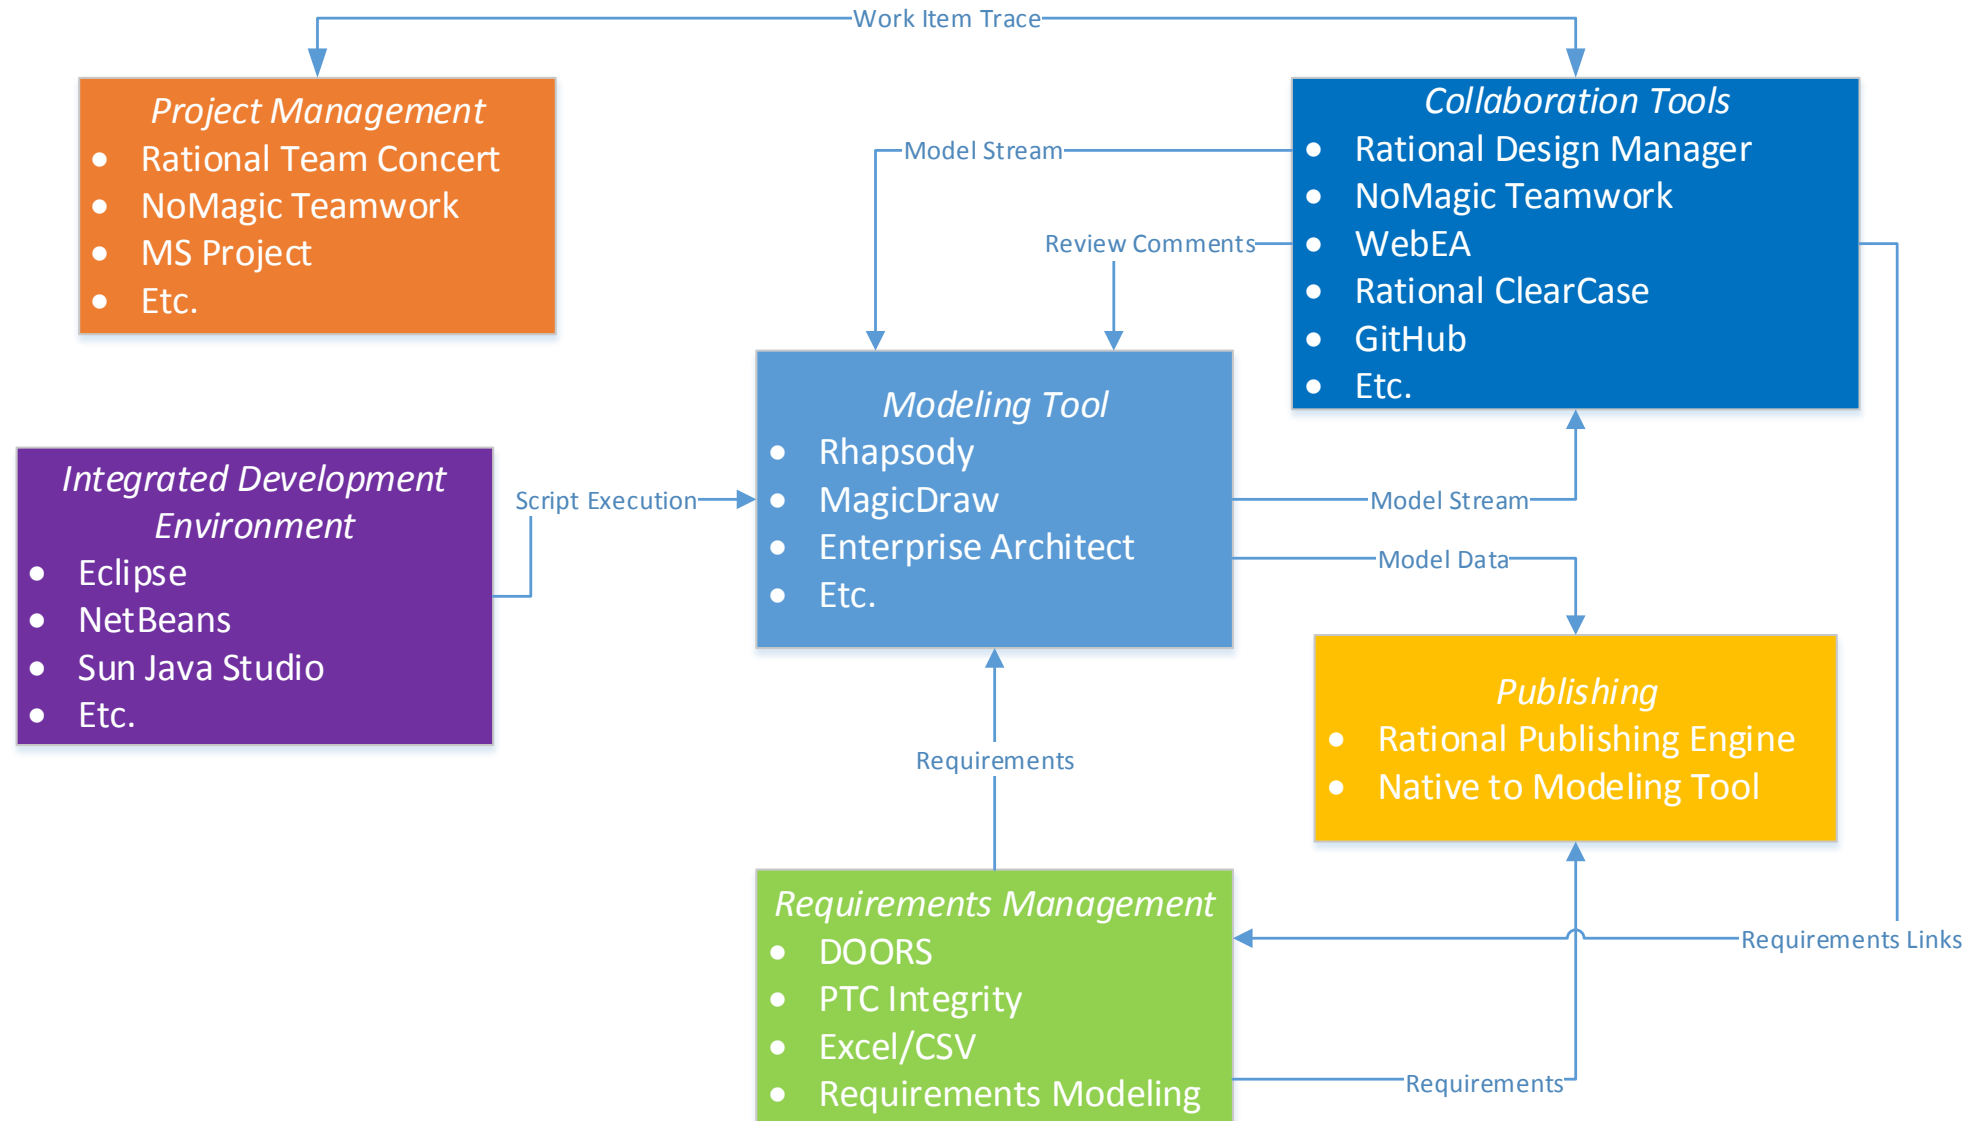 Work Item Trace
Project Management
• Rational Team Concert
• NoMagic Teamwork
• MS Project
• Etc.
Collaboration Tools
• Rational Design Manager
• NoMagic Teamwork
• WebEA
• Rational ClearCase
• GitHub
• Etc.
Model Stream
Review Comments
Modeling Tool
• Rhapsody
• MagicDraw
• Enterprise Architect
• Etc.
Integrated Development
Environment
• Eclipse
• NetBeans
• Sun Java Studio
• Etc.
Script Execution
Model Stream
Model Data
Publishing
• Rational Publishing Engine
• Native to Modeling Tool
Requirements
Requirements Management
• DOORS
• PTC Integrity
• Excel/CSV
• Requirements Modeling
Requirements Links
Requirements